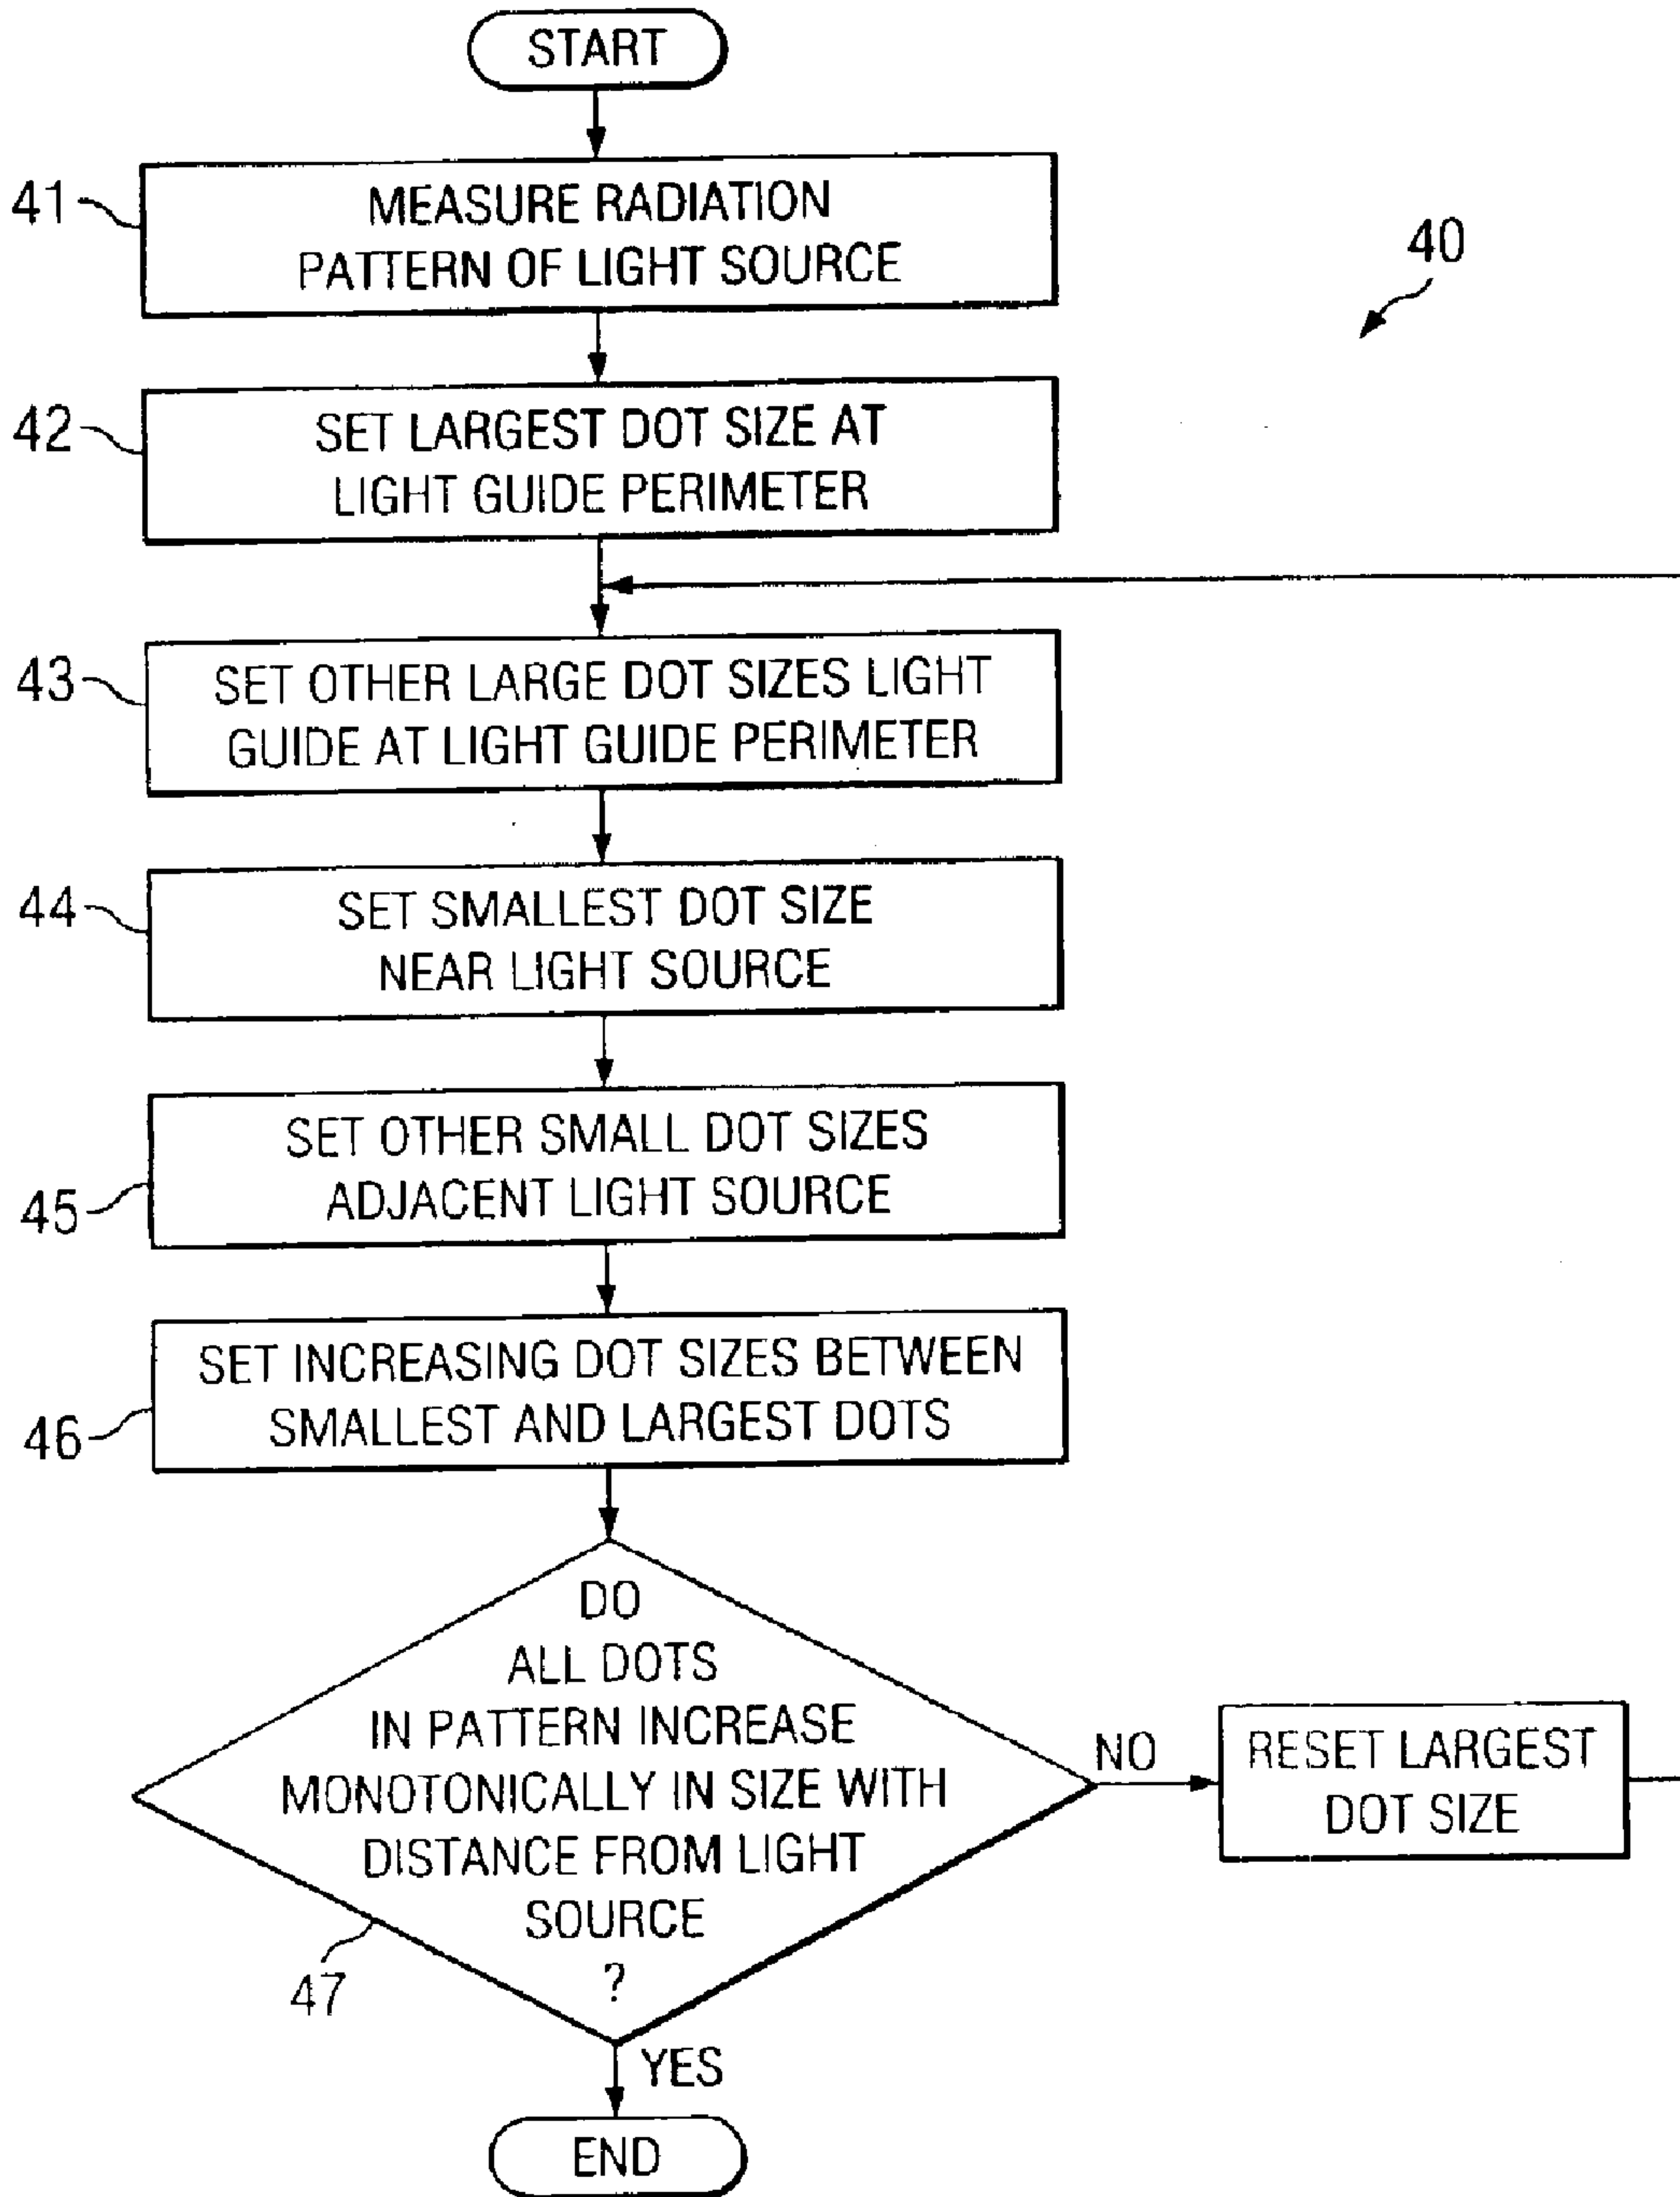 START
41
MEASURE RADIATION
PATTERN OF LIGHT SOURCE
40
42
SET LARGEST DOT SIZE AT
LIGHT GUIDE PERIMETER
43
SET OTHER LARGE DOT SIZES LIGHT
GUIDE AT LIGHT GUIDE PERIMETER
44
SET SMALLEST DOT SIZE
NEAR LIGHT SOURCE
45
SET OTHER SMALL DOT SIZES
ADJACENT LIGHT SOURCE
46
SET INCREASING DOT SIZES BETWEEN
SMALLEST AND LARGEST DOTS
DO
ALL DOTS
IN PATTERN INCREASE
MONOTONICALLY IN SIZE WITH
DISTANCE FROM LIGHT
SOURCE
?
47
NO
RESET LARGEST
DOT SIZE
YES
END